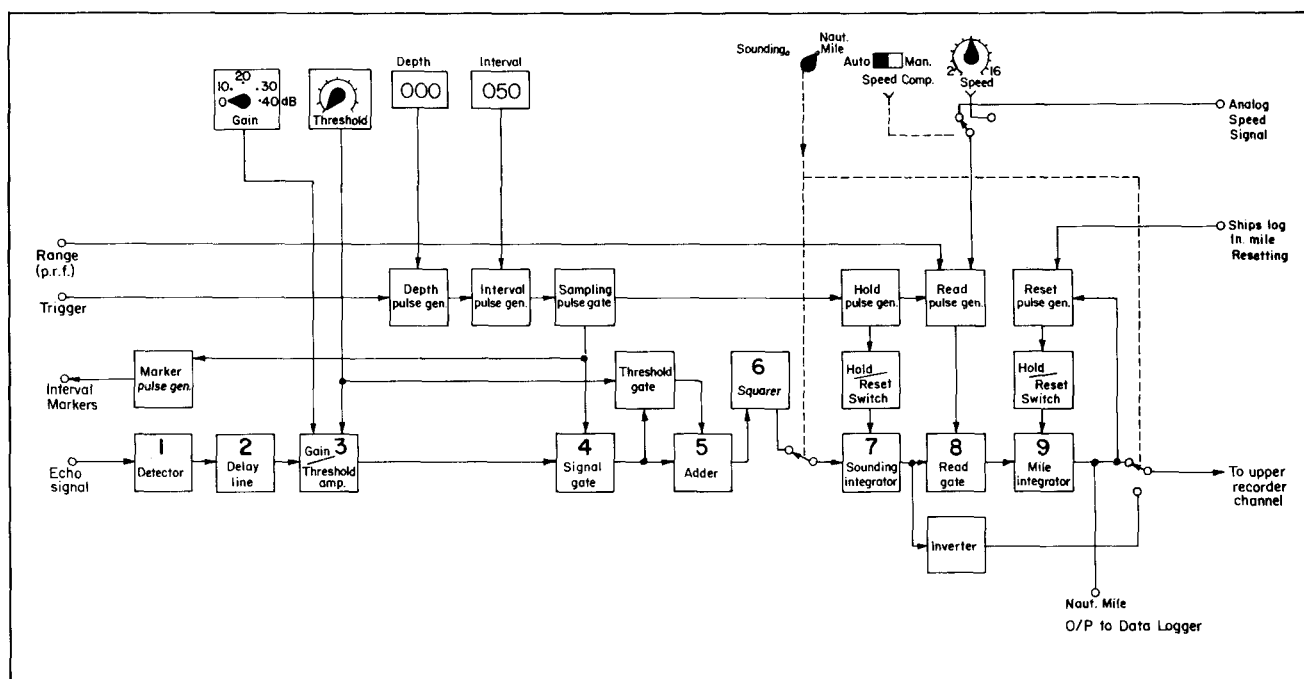 Sounding
Naut.
Mile
Auto
Man.
Speed Comp.
2
16
Speed
Depth
000
Interval
050
0
10
20
30
40 dB
Gain
Threshold
Analog
Speed
Signal
Ships log
In. mile
Resetting
Range
(p.r.f.)
Trigger
Depth
pulse gen.
Interval
pulse gen.
Sampling
pulse gate
Hold
pulse gen.
Read
pulse gen.
Reset
pulse gen.
Interval
Markers
Marker
pulse gen.
Threshold
gate
6
Squarer
Hold
Reset
Switch
Hold
Reset
Switch
Echo
signal
1
Detector
2
Delay
line
Gain 3
Threshold
amp.
4
Signal
gate
5
Adder
7
Sounding
integrator
8
Read
gate
9
Mile
integrator
To upper
recorder
channel
Inverter
Naut. Mile
O/P to Data Logger